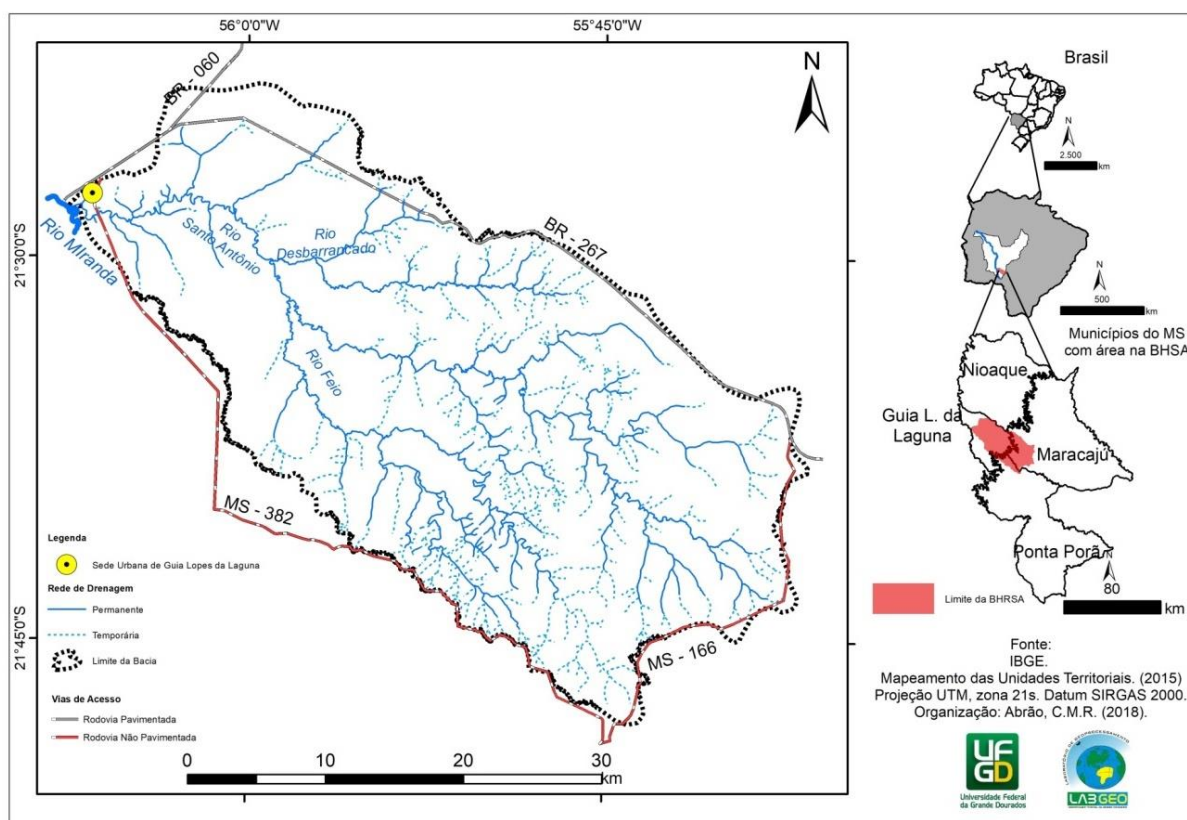 56°0'0"W
55°45'0"W
21°30'0"S
21°45'0"S
BR - 060
N
BR - 267
Rio Miranda
Rio
Santo Antônio
Rio
Desbarrancado
Rio Feio
MS - 382
MS - 166
Legenda
Sede Urbana de Guia Lopes da Laguna
Rede de Drenagem
Permanente
Temporária
Limite da Bacia
Vias de Acesso
Rodovia Pavimentada
Rodovia Não Pavimentada
0 10 20 30
km
Brasil
N
2.500
km
N
500
km
Municípios do MS
com área na BHSA
Nioaque
Guia L. da
Laguna
Maracajú
Ponta Porã
N
80
km
Limite da BHRSA
Fonte:
IBGE.
Mapeamento das Unidades Territoriais. (2015)
Projeção UTM, zona 21s. Datum SIRGAS 2000.
Organização: Abrão, C.M.R. (2018).
UF
GD
Universidade Federal
da Grande Dourados
LABGEO